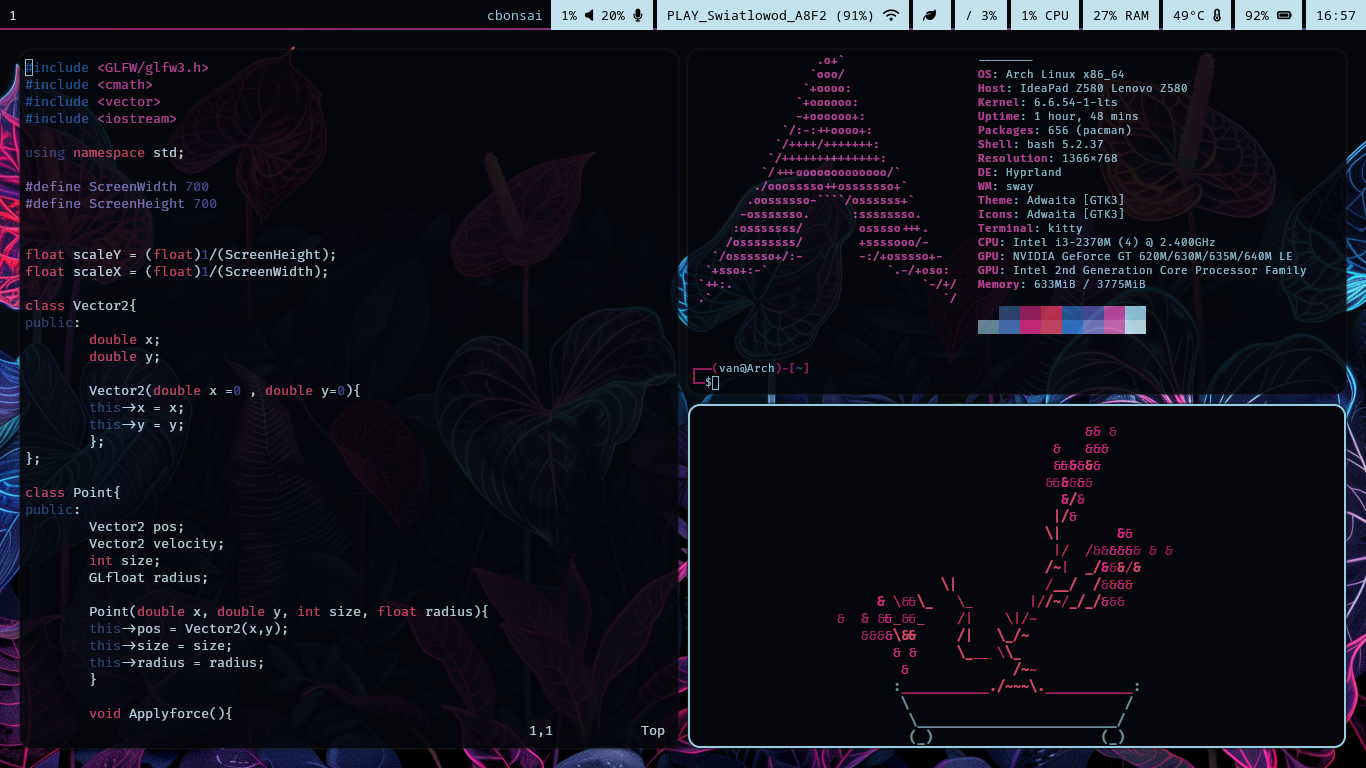 1
cbonsai
1%
20%
PLAY_Swiatlowod_A8F2 (91%)
/ 3%
1% CPU
27% RAM
49°C
92%
16:57
#include <GLFW/glfw3.h>
#include <cmath>
#include <vector>
#include <iostream>
using namespace std;
#define ScreenWidth 700
#define ScreenHeight 700
float scaleY = (float)1/(ScreenHeight);
float scaleX = (float)1/(ScreenWidth);
class Vector2{
public:
double x;
double y;
Vector2(double x =0 , double y=0){
this->x = x;
this->y = y;
};
};
class Point{
public:
Vector2 pos;
Vector2 velocity;
int size;
GLfloat radius;
Point(double x, double y, int size, float radius){
this->pos = Vector2(x,y);
this->size = size;
this->radius = radius;
}
void Applyforce(){
1,1 Top
--------
OS: Arch Linux x86_64
Host: IdeaPad Z580 Lenovo Z580
Kernel: 6.6.54-1-lts
Uptime: 1 hour, 48 mins
Packages: 656 (pacman)
Shell: bash 5.2.37
Resolution: 1366x768
DE: Hyprland
WM: sway
Theme: Adwaita [GTK3]
Icons: Adwaita [GTK3]
Terminal: kitty
CPU: Intel i3-2370M (4) @ 2.400GHz
GPU: NVIDIA GeForce GT 620M/630M/635M/640M LE
GPU: Intel 2nd Generation Core Processor Family
Memory: 633MiB / 3775MiB
┌──(van@Arch)-[~]
└─$